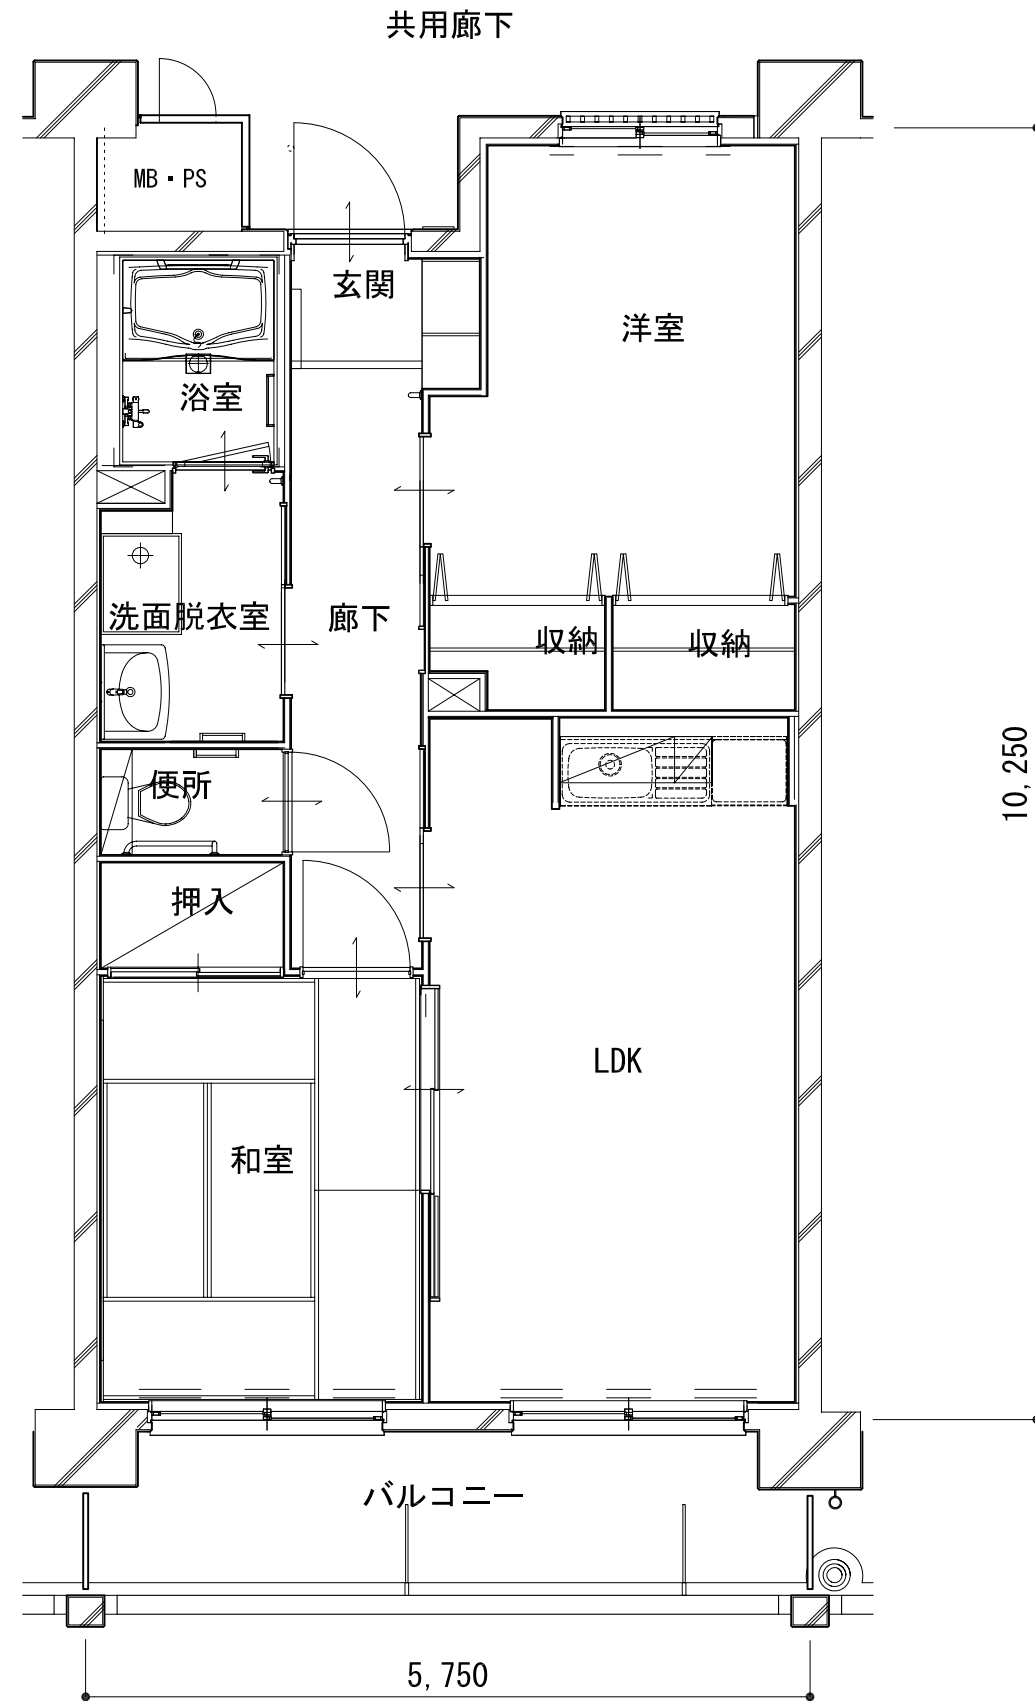 共用廊下
MB・PS
玄関
洋室
浴室
洗面脱衣室
廊下
収納
収納
便所
押入
10,250
LDK
和室
バルコニー
5,750